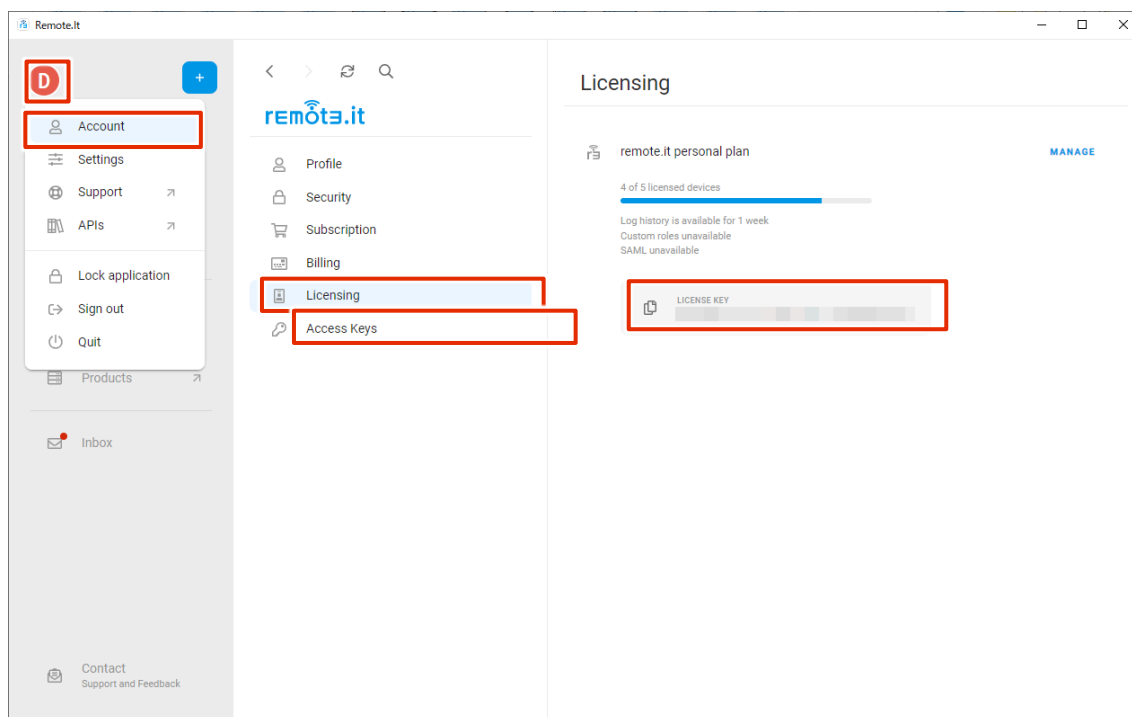 Remote.It
D
+
Account
Settings
Support
APIs
Lock application
Sign out
Quit
Products
Inbox
Contact
Support and Feedback
remote.it
Profile
Security
Subscription
Billing
Licensing
Access Keys
Licensing
remote.it personal plan
MANAGE
4 of 5 licensed devices
Log history is available for 1 week
Custom roles unavailable
SAML unavailable
LICENSE KEY